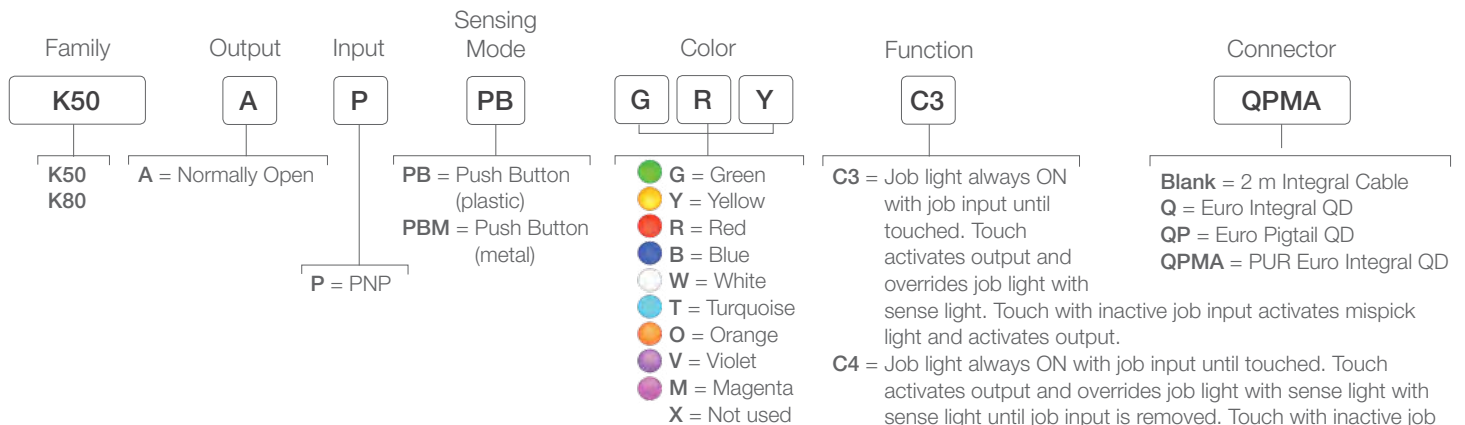 Family
Output
Input
Sensing
Mode
Color
Function
Connector
K50
A
P
PB
G
R
Y
C3
QPMA
K50
K80
A = Normally Open
P = PNP
PB = Push Button
(plastic)
PBM = Push Button
(metal)
G = Green
Y = Yellow
R = Red
B = Blue
W = White
T = Turquoise
O = Orange
V = Violet
M = Magenta
X = Not used
C3 = Job light always ON
with job input until
touched. Touch
activates output and
overrides job light with
sense light. Touch with inactive job input activates mispick
light and activates output.
C4 = Job light always ON with job input until touched. Touch
activates output and overrides job light with sense light with
sense light until job input is removed. Touch with inactive job
Blank = 2 m Integral Cable
Q = Euro Integral QD
QP = Euro Pigtail QD
QPMA = PUR Euro Integral QD